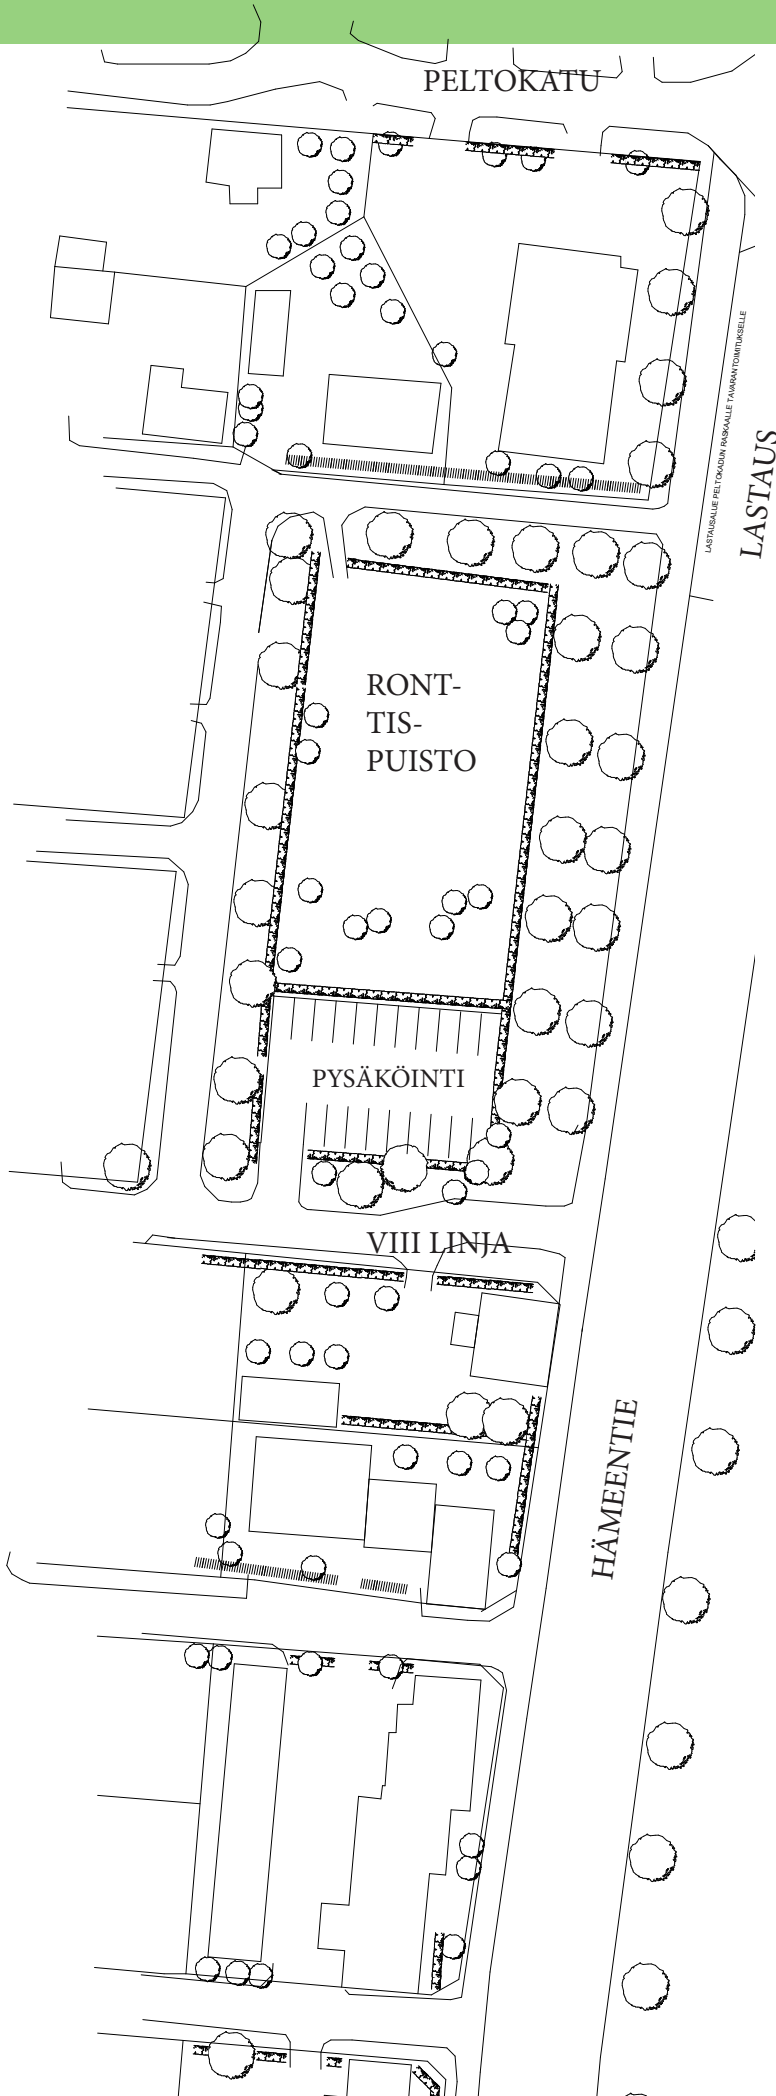 PELTOKATU
LASTAUSALUE PELTOKADUN RASKAALLE TAVARANTOIMITUKSELLE
LASTAUS
RONT-
TIS-
PUISTO
PYSÄKÖINTI
VIII LINJA
HÄMEENTIE